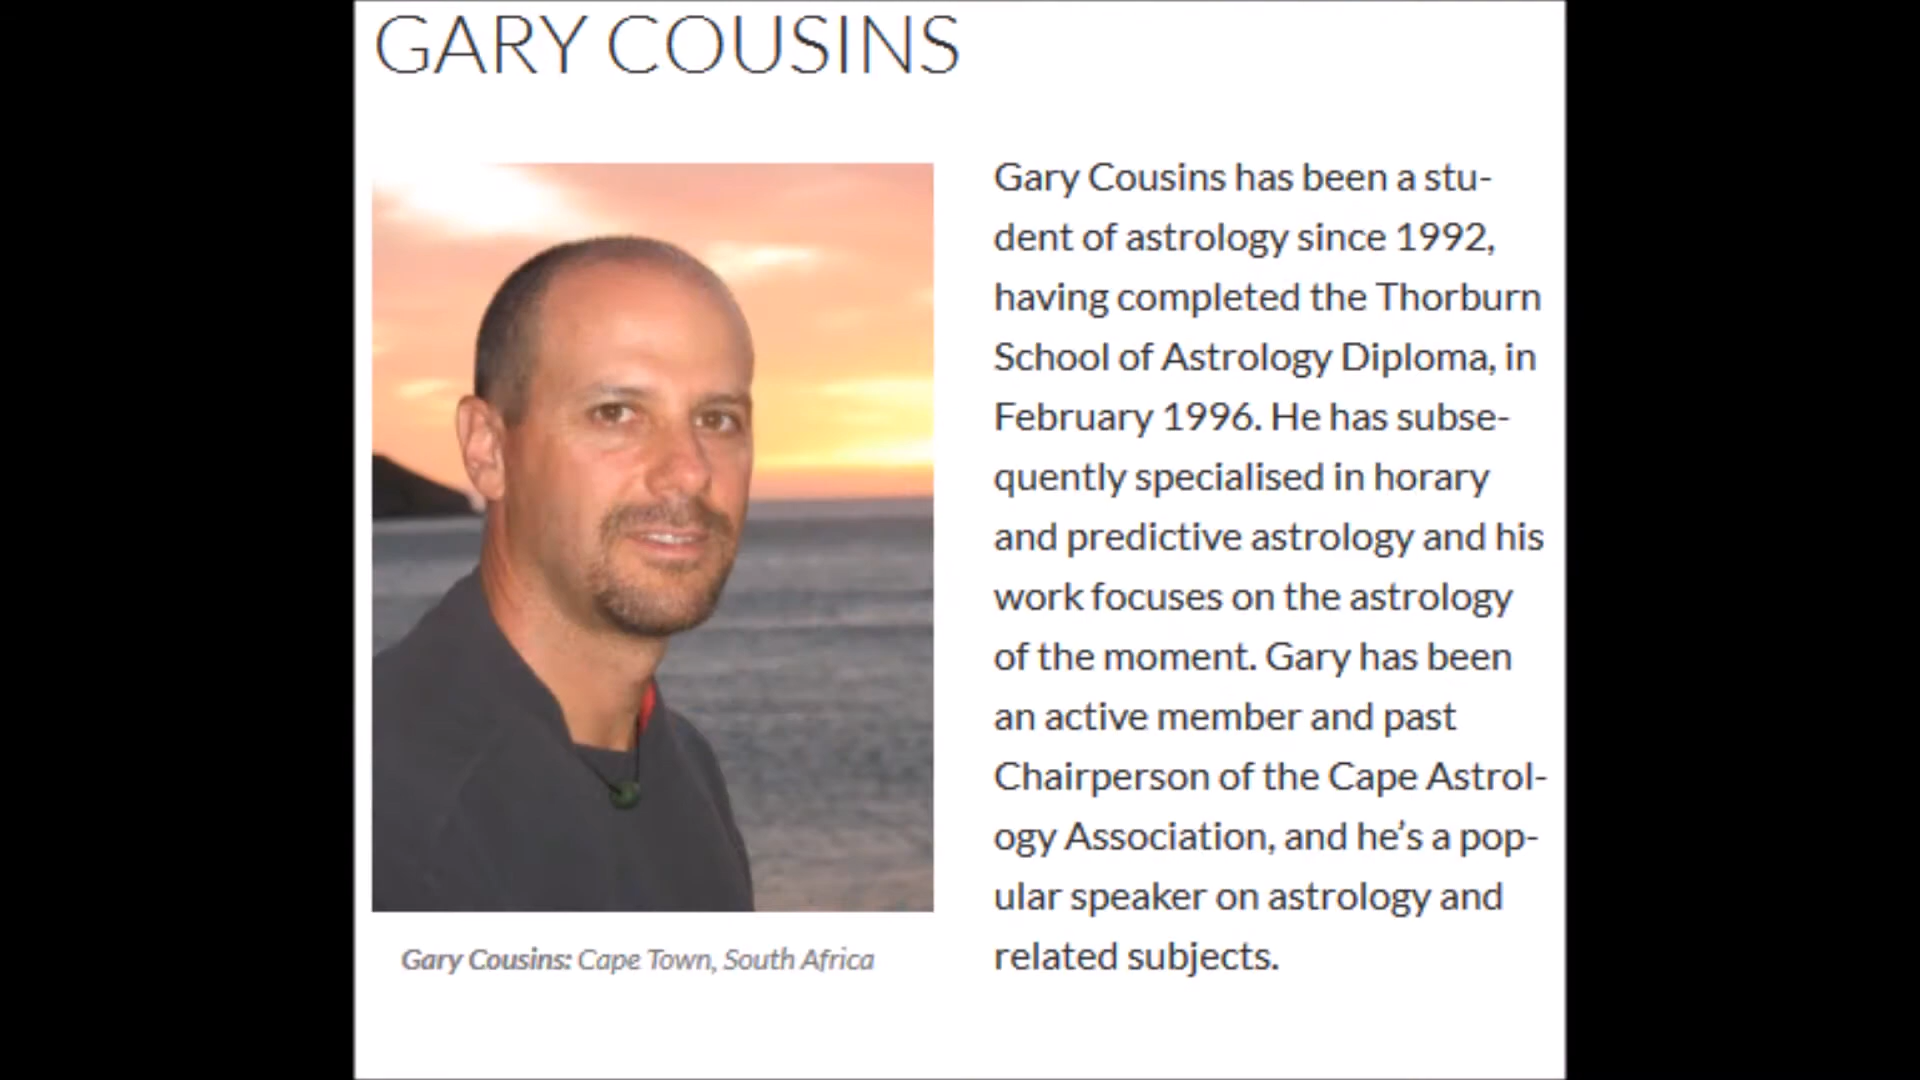 GARY COUSINS
Gary Cousins has been a stu-
dent of astrology since 1992,
having completed the Thorburn
School of Astrology Diploma, in
February 1996. He has subse-
quently specialised in horary
and predictive astrology and his
work focuses on the astrology
of the moment. Gary has been
an active member and past
Chairperson of the Cape Astrol-
ogy Association, and he's a pop-
ular speaker on astrology and
related subjects.
Gary Cousins: Cape Town, South Africa